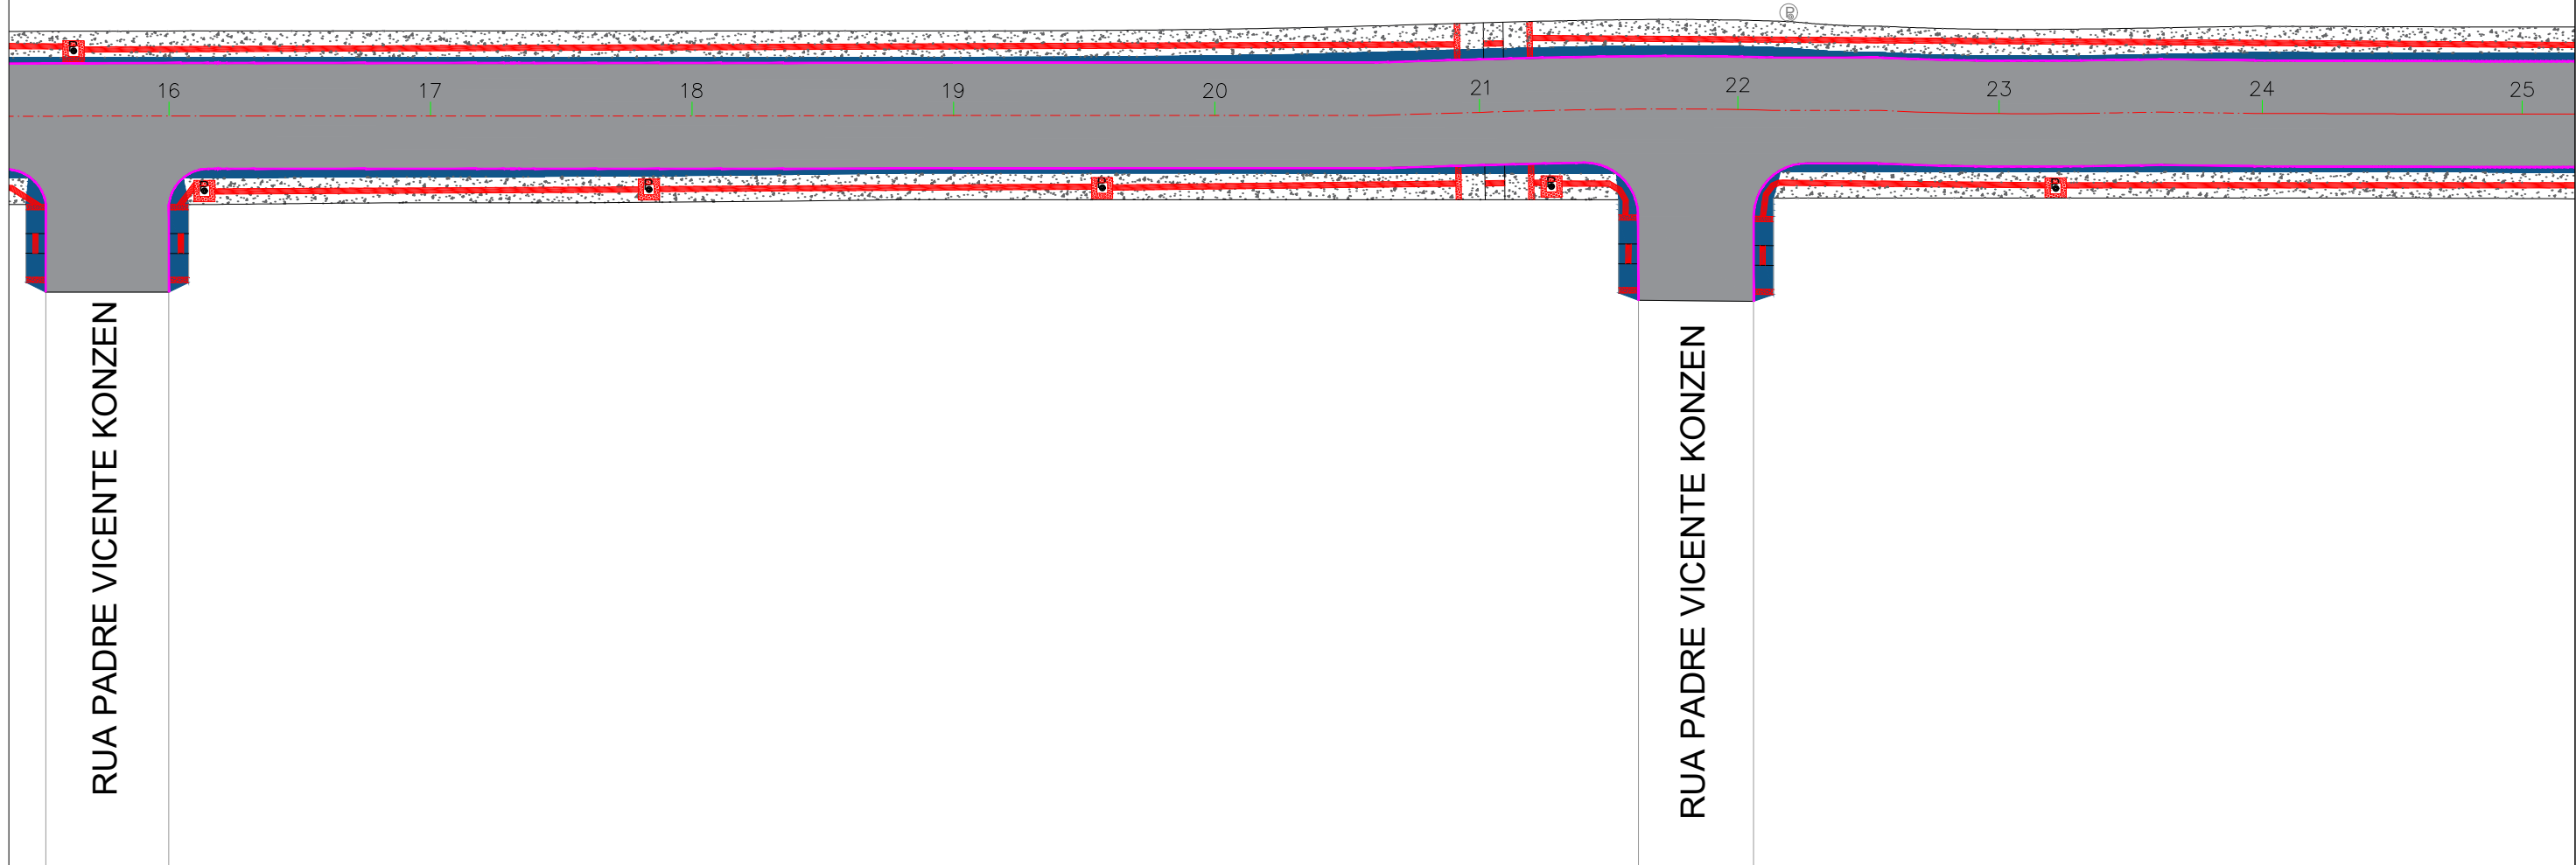 P
P
16
17
18
19
20
21
22
23
24
25
P
P
P
P
P
RUA PADRE VICENTE KONZEN
RUA PADRE VICENTE KONZEN